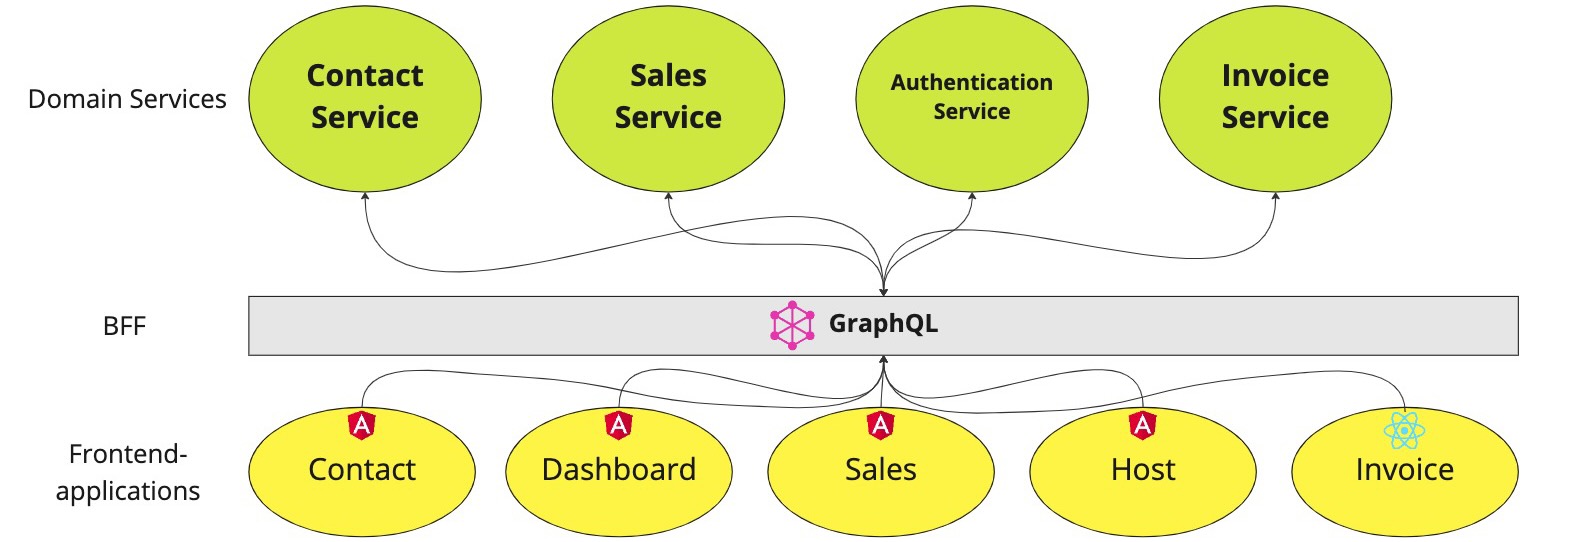 Domain Services
Contact
Service
Sales
Service
Authentication
Service
Invoice
Service
BFF
GraphQL
Frontend-
applications
Contact
Dashboard
Sales
Host
Invoice